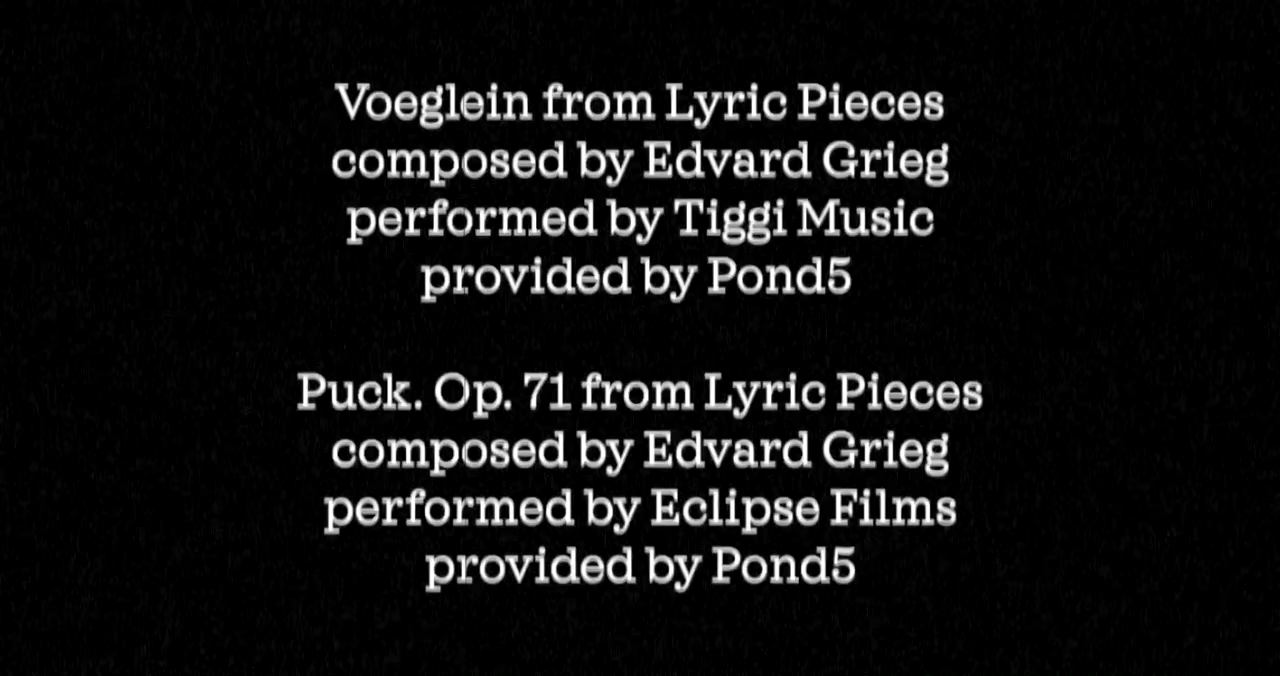 Voeglein from Lyric Pieces
composed by Edvard Grieg
performed by Tiggi Music
provided by Pond5
Puck. Op. 71 from Lyric Pieces
composed by Edvard Grieg
performed by Eclipse Films
provided by Pond5